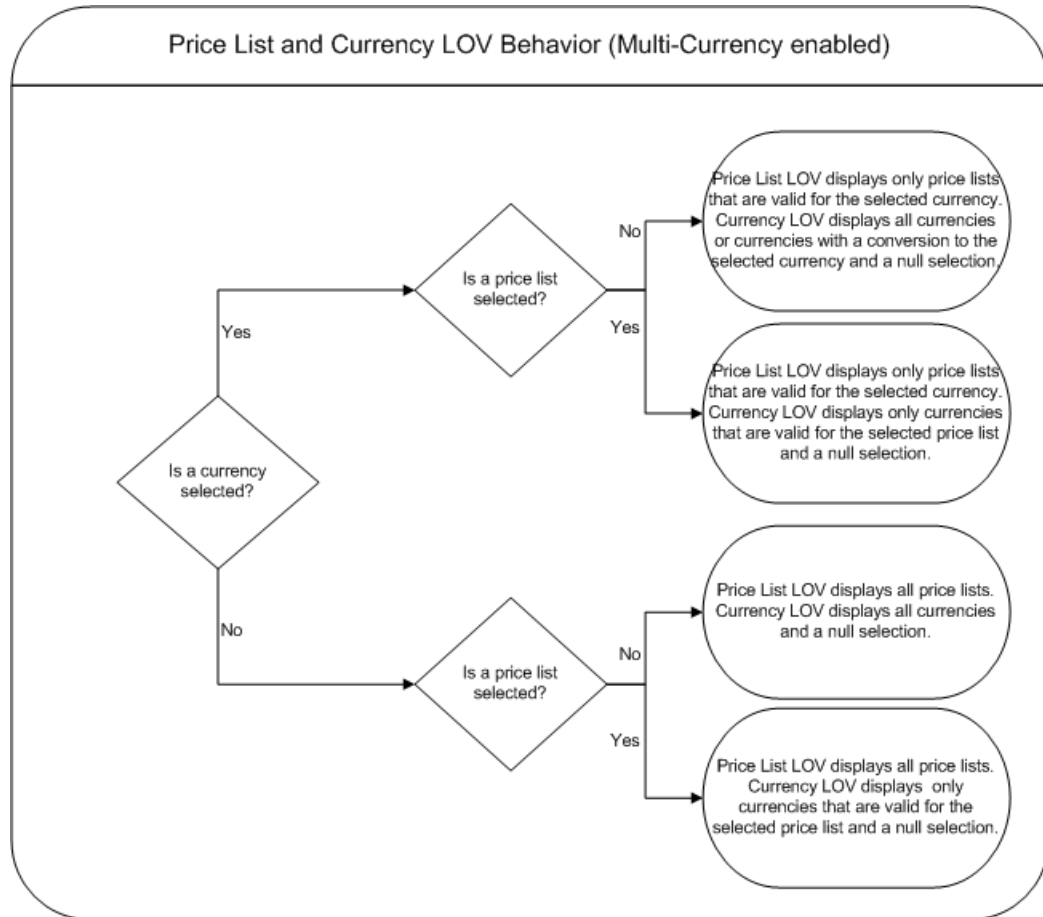 Price List and Currency LOV Behavior (Multi-Currency enabled)
Price List LOV displays only price lists
that are valid for the selected currency.
Currency LOV displays all currencies
or currencies with a conversion to the
selected currency and a null selection.
No
Is a price list
selected?
Yes
Yes
Price List LOV displays only price lists
that are valid for the selected currency.
Currency LOV displays only currencies
that are valid for the selected price list
and a null selection.
Is a currency
selected?
Price List LOV displays all price lists.
Currency LOV displays all currencies
and a null selection.
No
No
Is a price list
selected?
Yes
Price List LOV displays all price lists.
Currency LOV displays only
currencies that are valid for the
selected price list and a null selection.